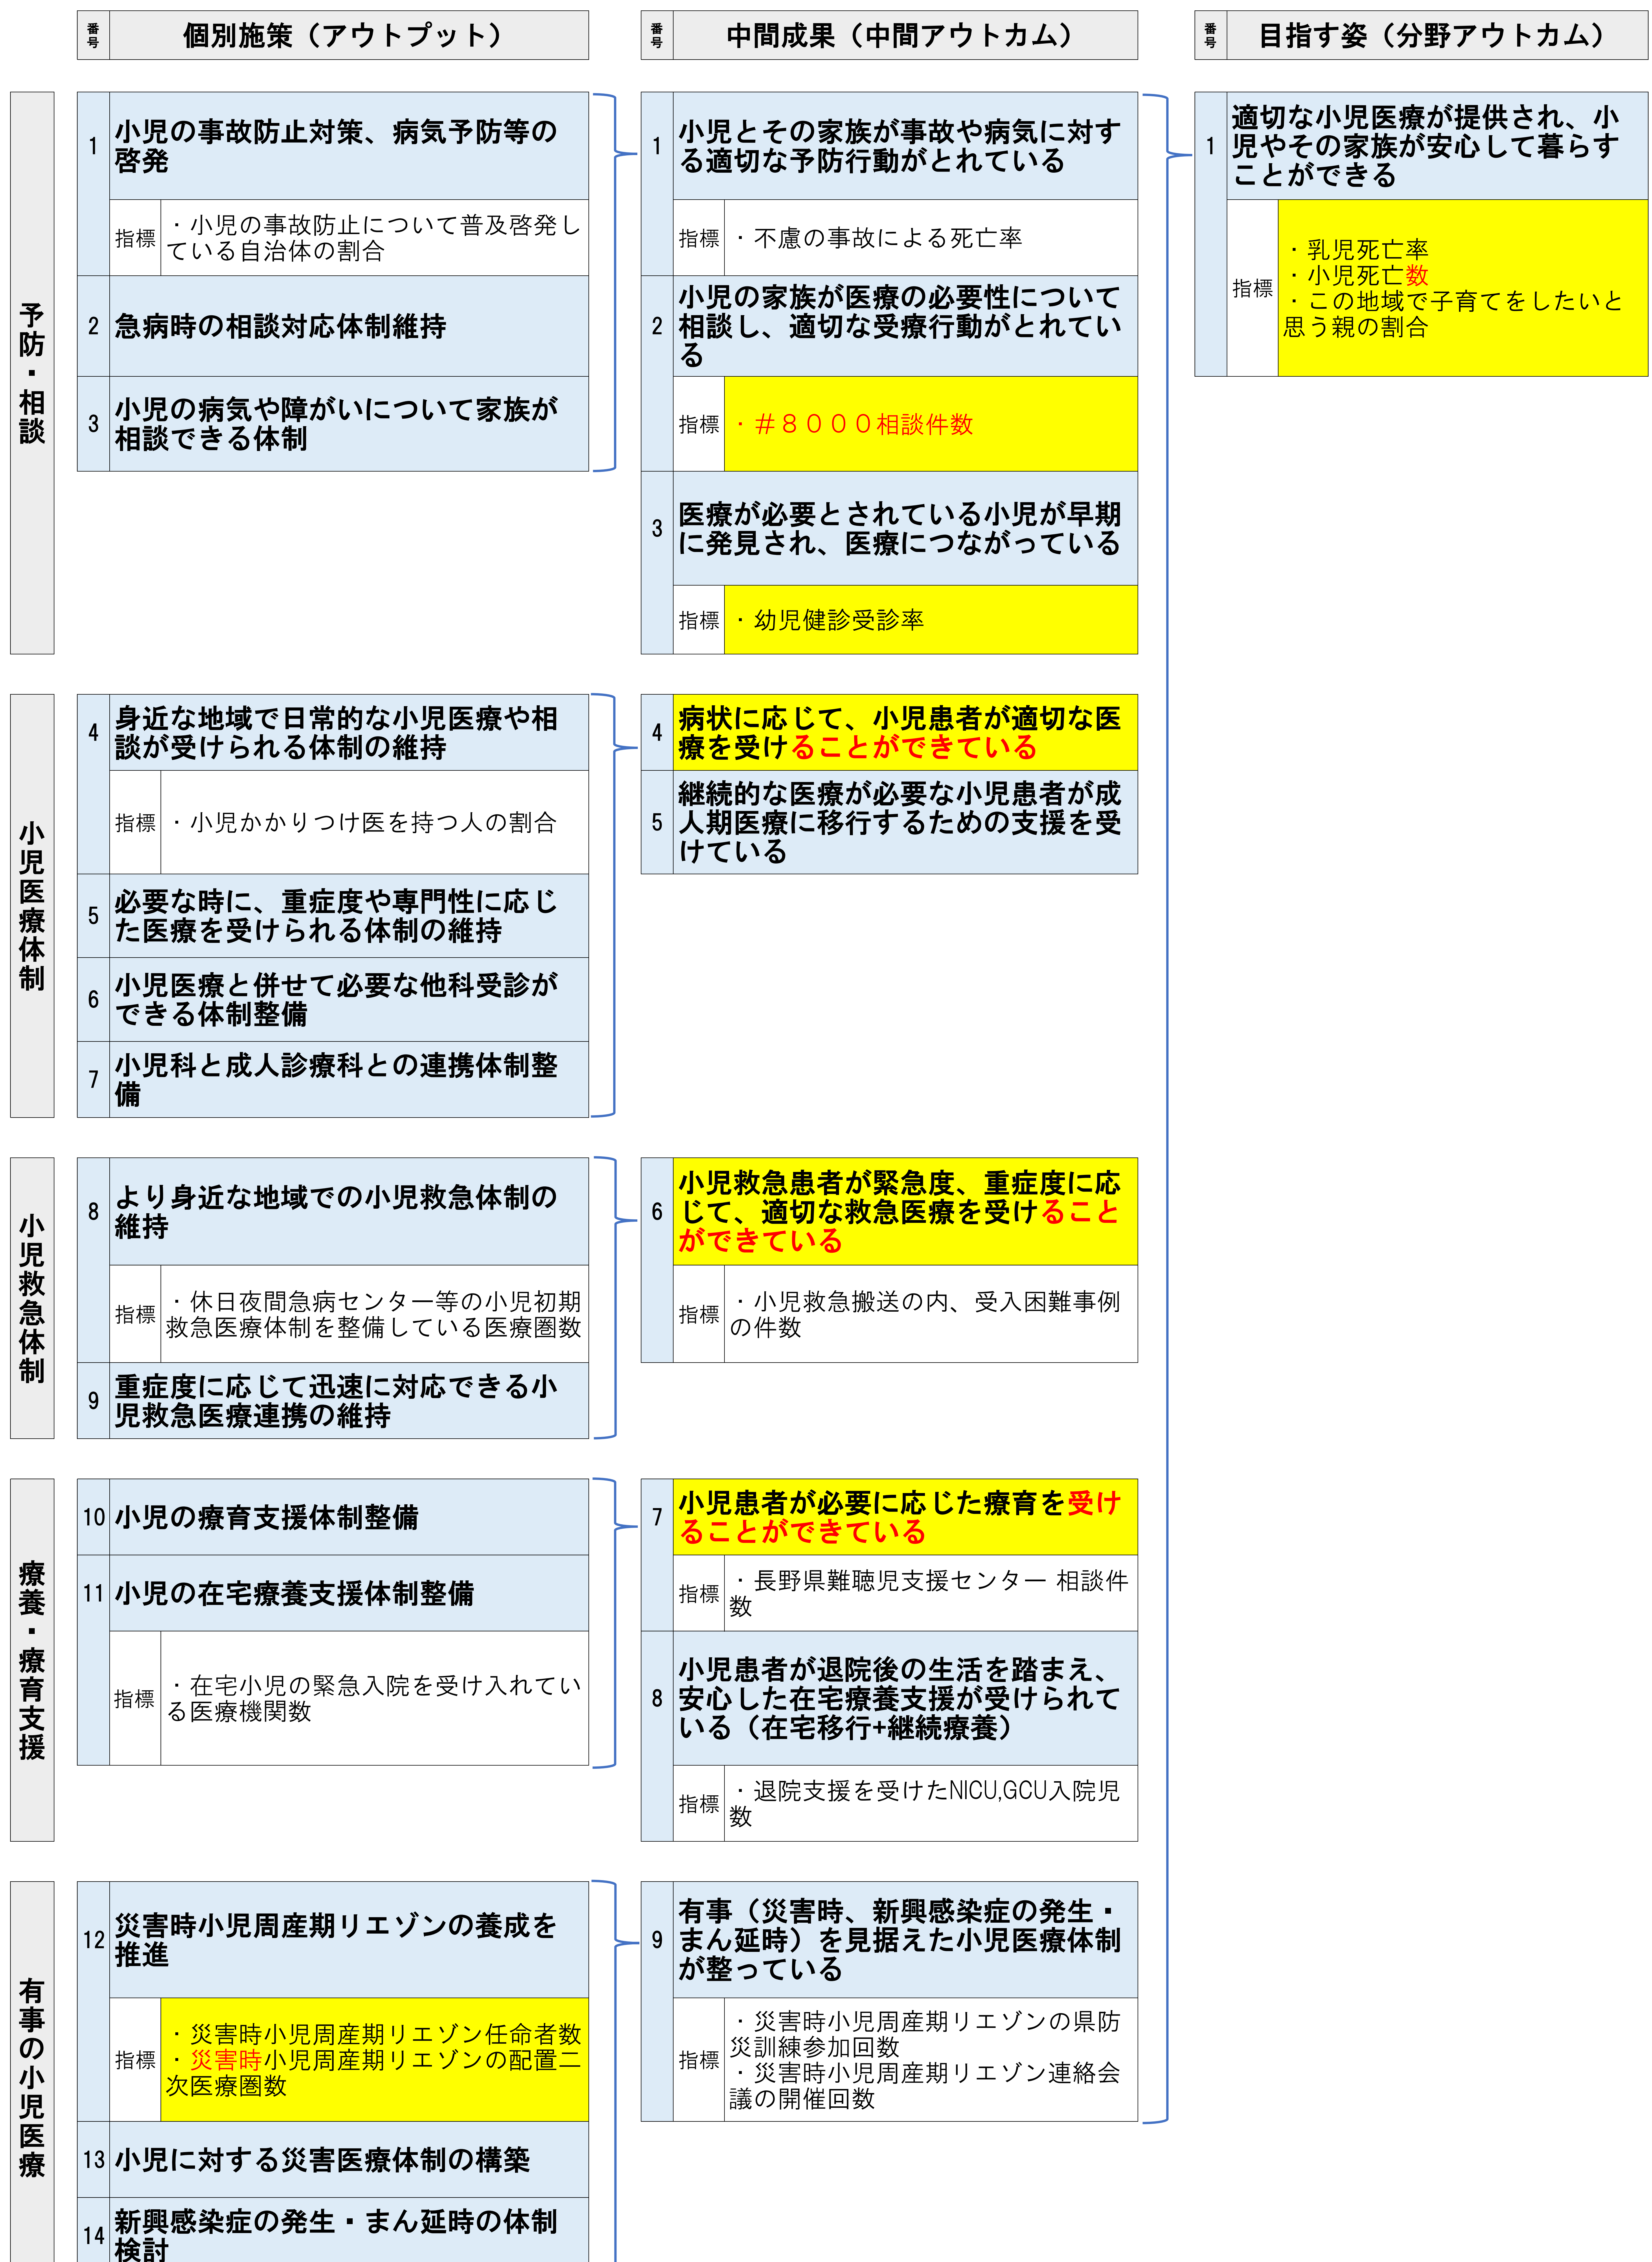 番号
個別施策（アウトプット）
番号
中間成果（中間アウトカム）
番号
目指す姿（分野アウトカム）
予防・相談
1
小児の事故防止対策、病気予防等の
啓発
指標
・小児の事故防止について普及啓発し
ている自治体の割合
2
急病時の相談対応体制維持
3
小児の病気や障がいについて家族が
相談できる体制
1
小児とその家族が事故や病気に対す
る適切な予防行動がとれている
指標
・不慮の事故による死亡率
2
小児の家族が医療の必要性について
相談し、適切な受療行動がとれてい
る
指標
・＃８０００相談件数
3
医療が必要とされている小児が早期
に発見され、医療につながっている
指標
・幼児健診受診率
1
適切な小児医療が提供され、小
児やその家族が安心して暮らす
ことができる
指標
・乳児死亡率
・小児死亡数
・この地域で子育てをしたいと
思う親の割合
小児医療体制
4
身近な地域で日常的な小児医療や相
談が受けられる体制の維持
指標
・小児かかりつけ医を持つ人の割合
5
必要な時に、重症度や専門性に応じ
た医療を受けられる体制の維持
6
小児医療と併せて必要な他科受診が
できる体制整備
7
小児科と成人診療科との連携体制整
備
4
病状に応じて、小児患者が適切な医
療を受けることができている
5
継続的な医療が必要な小児患者が成
人期医療に移行するための支援を受
けている
小児救急体制
8
より身近な地域での小児救急体制の
維持
指標
・休日夜間急病センター等の小児初期
救急医療体制を整備している医療圏数
9
重症度に応じて迅速に対応できる小
児救急医療連携の維持
6
小児救急患者が緊急度、重症度に応
じて、適切な救急医療を受けること
ができている
指標
・小児救急搬送の内、受入困難事例
の件数
療養・療育支援
10
小児の療育支援体制整備
11
小児の在宅療養支援体制整備
指標
・在宅小児の緊急入院を受け入れてい
る医療機関数
7
小児患者が必要に応じた療育を受け
ることができている
指標
・長野県難聴児支援センター 相談件
数
8
小児患者が退院後の生活を踏まえ、
安心した在宅療養支援が受けられて
いる（在宅移行+継続療養）
指標
・退院支援を受けたNICU,GCU入院児
数
有事の小児医療
12
災害時小児周産期リエゾンの養成を
推進
指標
・災害時小児周産期リエゾン任命者数
・災害時小児周産期リエゾンの配置二
次医療圏数
13
小児に対する災害医療体制の構築
14
新興感染症の発生・まん延時の体制
検討
9
有事（災害時、新興感染症の発生・
まん延時）を見据えた小児医療体制
が整っている
指標
・災害時小児周産期リエゾンの県防
災訓練参加回数
・災害時小児周産期リエゾン連絡会
議の開催回数